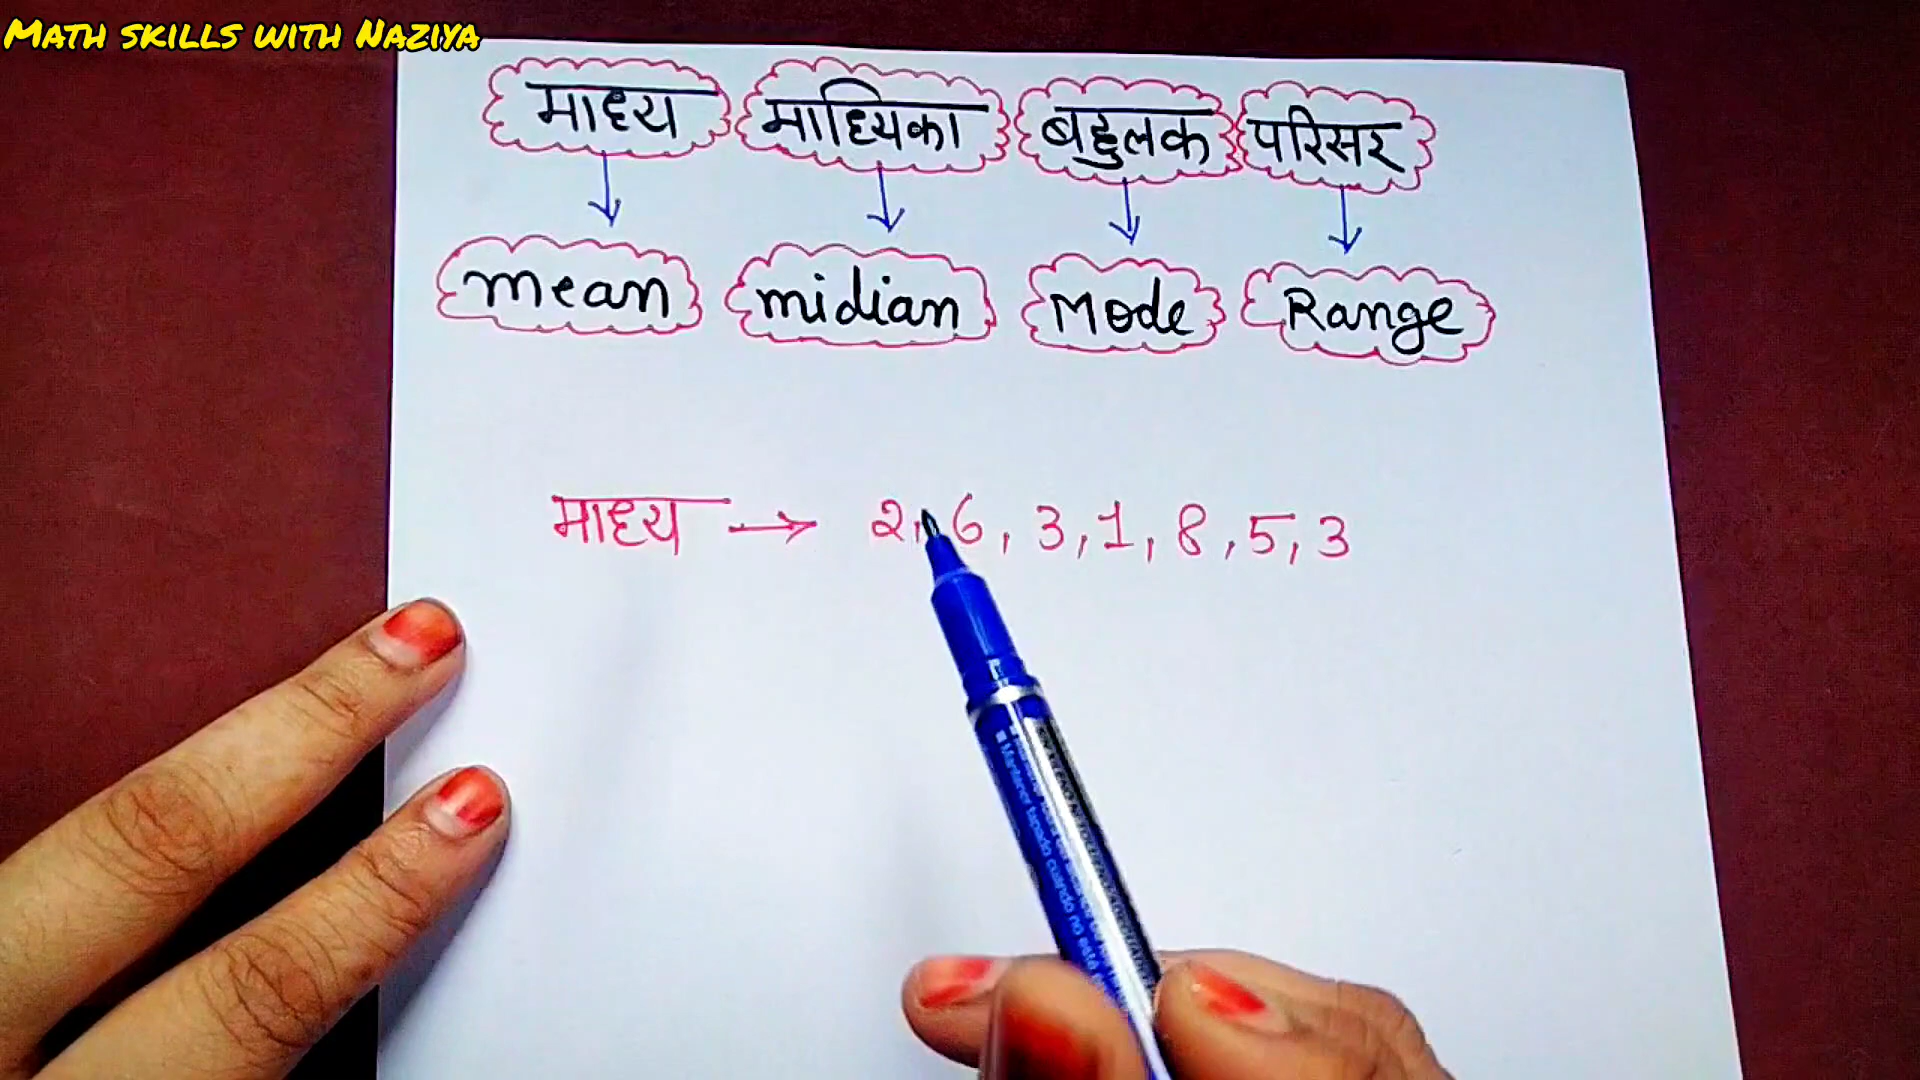 Math skills with Naziya
माध्य माध्यिका बहुलक परिसर
mean midian Mode Range
माध्य → 2, 6, 3, 1, 8, 5, 3